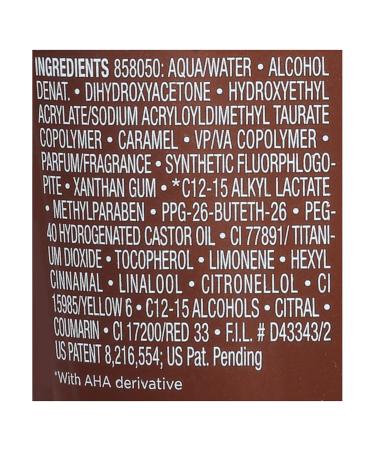 INGREDIENTS 858050: AQUA/WATER • ALCOHOL
DENAT. • DIHYDROXYACETONE • HYDROXYETHYL
ACRYLATE/SODIUM ACRYLOYLDIMETHYL TAURATE
COPOLYMER • CARAMEL • VP/VA COPOLYMER •
PARFUM/FRAGRANCE • SYNTHETIC FLUORPHLOGO-
PITE • XANTHAN GUM • *C12-15 ALKYL LACTATE
• METHYLPARABEN • PPG-26-BUTETH-26 • PEG-
40 HYDROGENATED CASTOR OIL • CI 77891/ TITANI-
UM DIOXIDE • TOCOPHEROL • LIMONENE • HEXYL
CINNAMAL • LINALOOL • CITRONELLOL • CI
15985/YELLOW 6 • C12-15 ALCOHOLS • CITRAL •
COUMARIN • CI 17200/RED 33 • F.I.L. # D43343/2
US PATENT 8,216,554; US Pat. Pending
*With AHA derivative